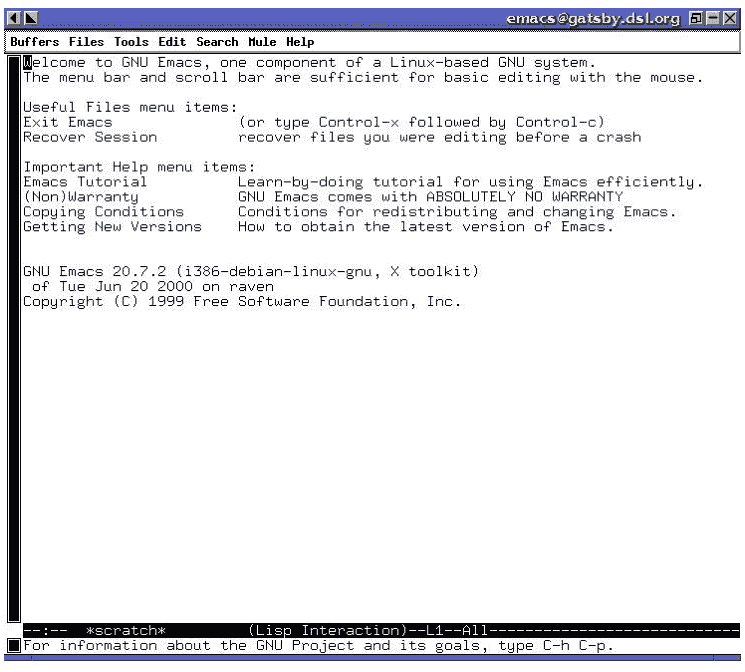 emacs@gatsby.dsl.org
Buffers Files Tools Edit Search Mule Help
Welcome to GNU Emacs, one component of a Linux-based GNU system.
The menu bar and scroll bar are sufficient for basic editing with the mouse.
Useful Files menu items:
Exit Emacs (or type Control-x followed by Control-c)
Recover Session recover files you were editing before a crash
Important Help menu items:
Emacs Tutorial Learn-by-doing tutorial for using Emacs efficiently.
(Non)Warranty GNU Emacs comes with ABSOLUTELY NO WARRANTY
Copying Conditions Conditions for redistributing and changing Emacs.
Getting New Versions How to obtain the latest version of Emacs.
GNU Emacs 20.7.2 (i386-debian-linux-gnu, X toolkit)
of Tue Jun 20 2000 on raven
Copyright (C) 1999 Free Software Foundation, Inc.
--:-- *scratch* (Lisp Interaction)--L1--All----------------------------
For information about the GNU Project and its goals, type C-h C-p.